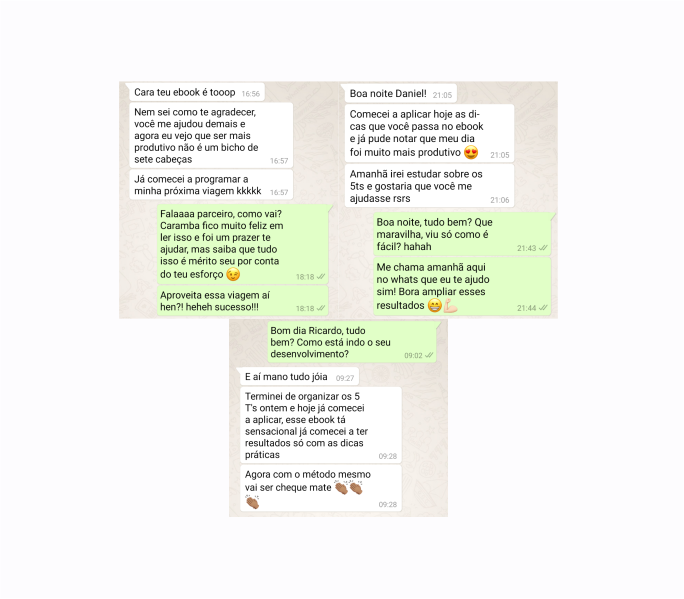 Cara teu ebook é tooop 16:56
Nem sei como te agradecer,
você me ajudou demais e
agora eu vejo que ser mais
produtivo não é um bicho de
sete cabeças 16:57
Já comecei a programar a
minha próxima viagem kkkkk 16:57
Falaaaa parceiro, como vai?
Caramba fico muito feliz em
ler isso e foi um prazer te
ajudar, mas saiba que tudo
isso é mérito seu por conta
do teu esforço 😉 18:18
Aproveita essa viagem aí
hen?! heheh sucesso!!! 18:18
Boa noite Daniel! 21:05
Comecei a aplicar hoje as di-
cas que você passa no ebook
e já pude notar que meu dia
foi muito mais produtivo 😍 21:05
Amanhã irei estudar sobre os
5ts e gostaria que você me
ajudasse rsrs 21:06
Boa noite, tudo bem? Que
maravilha, viu só como é
fácil? hahah 21:43
Me chama amanhã aqui
no whats que eu te ajudo
sim! Bora ampliar esses
resultados 😁💪🏻 21:44
Bom dia Ricardo, tudo
bem? Como está indo o seu
desenvolvimento? 09:02
E aí mano tudo jóia 09:27
Terminei de organizar os 5
T's ontem e hoje já comecei
a aplicar, esse ebook tá
sensacional já comecei a ter
resultados só com as dicas
práticas 09:28
Agora com o método mesmo
vai ser cheque mate 👏🏽👏🏽
👏🏽 09:28